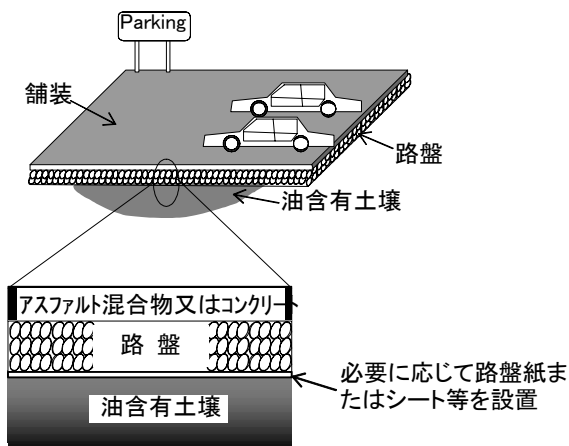 Parking
舗装
路盤
油含有土壌
アスファルト混合物又はコンクリート
路 盤
必要に応じて路盤紙ま
たはシート等を設置
油含有土壌